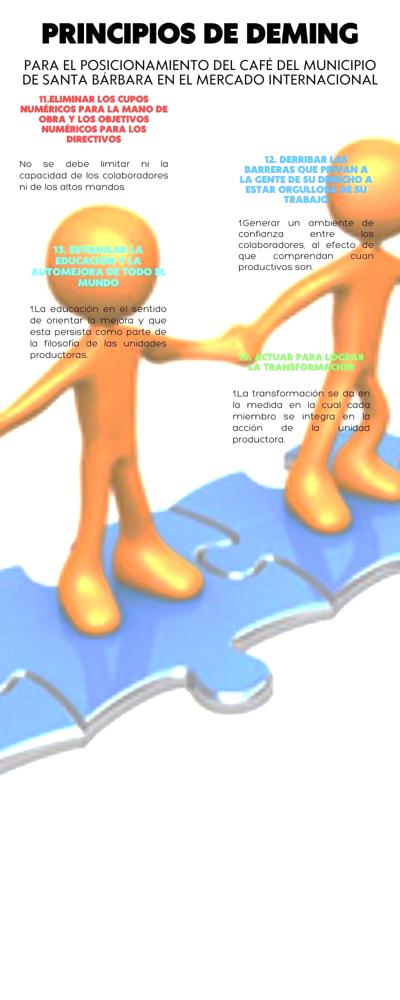 PRINCIPIOS DE DEMING
PARA EL POSICIONAMIENTO DEL CAFÉ DEL MUNICIPIO
DE SANTA BÁRBARA EN EL MERCADO INTERNACIONAL
11.ELIMINAR LOS CUPOS
NUMÉRICOS PARA LA MANO DE
OBRA Y LOS OBJETIVOS
NUMÉRICOS PARA LOS
DIRECTIVOS
No se debe limitar ni la
capacidad de los colaboradores
ni de los altos mandos.
12. DERRIBAR LAS
BARRERAS QUE PRIVAN A
LA GENTE DE SU DERECHO A
ESTAR ORGULLOSA DE SU
TRABAJO
1.Generar un ambiente de
confianza entre los
colaboradores, al efecto de
que comprendan cuan
productivos son.
13. ESTIMULAR LA
EDUCACIÓN Y LA
AUTOMEJORA DE TODO EL
MUNDO
1.La educación en el sentido
de orientar la mejora y que
esta persista como parte de
la filosofía de las unidades
productoras.
14. ACTUAR PARA LOGRAR
LA TRANSFORMACIÓN
1.La transformación se da en
la medida en la cual cada
miembro se integra en la
acción de la unidad
productora.